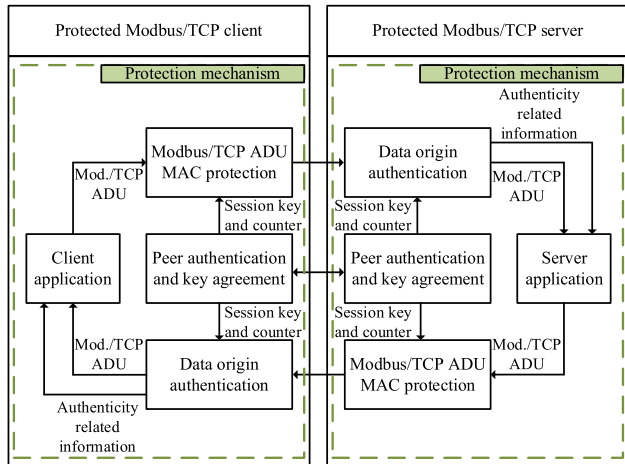 Protected Modbus/TCP client
Protected Modbus/TCP server
Protection mechanism
Protection mechanism
Authenticity
related
information
Modbus/TCP ADU
MAC protection
Data origin
authentication
Mod./TCP
ADU
Mod./TCP
ADU
Session key
and counter
Session key
and counter
Client
application
Peer authentication
and key agreement
Peer authentication
and key agreement
Server
application
Session key
and counter
Session key
and counter
Mod./TCP
ADU
Data origin
authentication
Modbus/TCP ADU
MAC protection
Mod./TCP
ADU
Authenticity
related
information